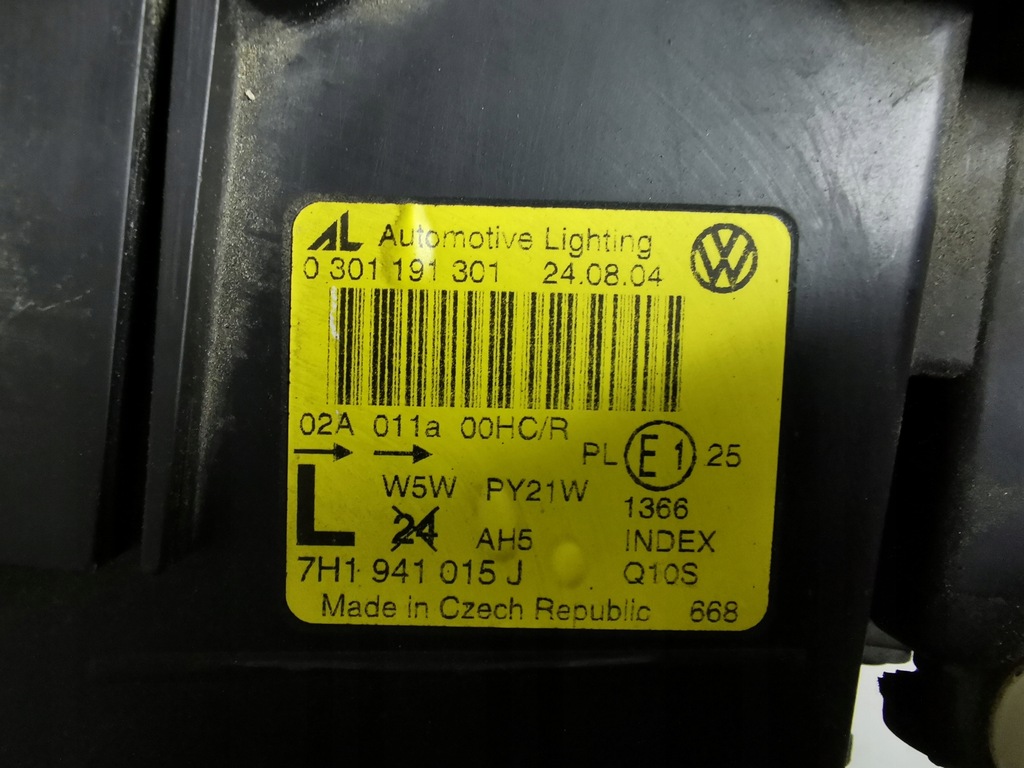 AL Automotive Lighting
0 301 191 301 24.08.04
02A 011a 00HC/R
PL E1 25
L W5W PY21W 1366
24 AH5 INDEX
7H1 941 015 J Q10S
Made in Czech Republic 668